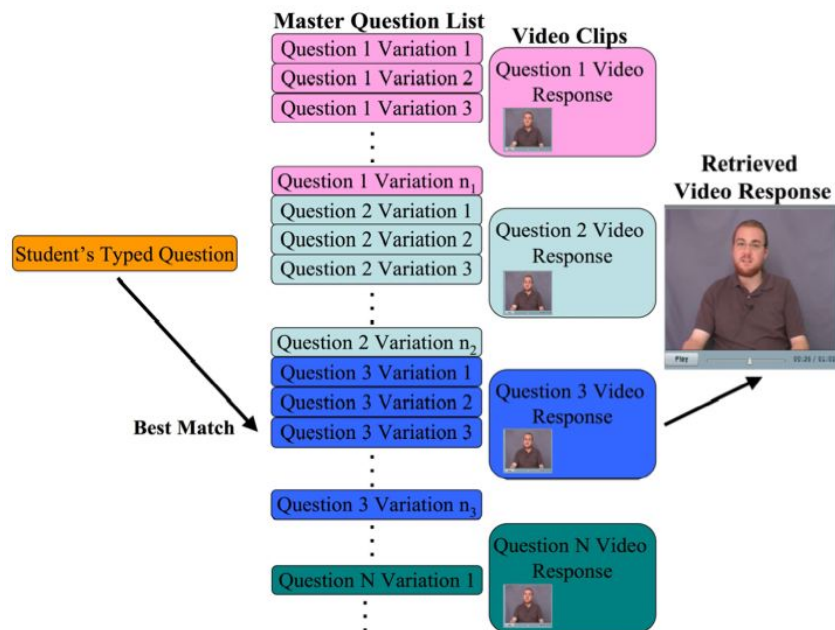 Master Question List
Question 1 Variation 1
Question 1 Variation 2
Question 1 Variation 3
Question 1 Variation n₁
Question 2 Variation 1
Question 2 Variation 2
Question 2 Variation 3
Question 2 Variation n₂
Question 3 Variation 1
Question 3 Variation 2
Question 3 Variation 3
Question 3 Variation n₃
Question N Variation 1
Video Clips
Question 1 Video
Response
Question 2 Video
Response
Question 3 Video
Response
Question N Video
Response
Student's Typed Question
Best Match
Retrieved
Video Response
Play